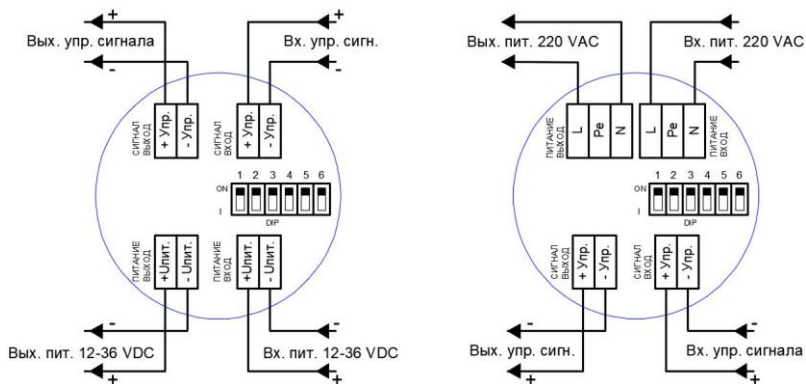 +
Вых. упр. сигнала
-
СИГНАЛ
ВЫХОД
+ Упр.
- Упр.
+
Вх. упр. сигн.
-
СИГНАЛ
ВХОД
+ Упр.
- Упр.
1 2 3 4 5 6
ON
I
DIP
ПИТАНИЕ
ВЫХОД
+Uпит.
- Uпит.
ПИТАНИЕ
ВХОД
+Uпит.
- Uпит.
-
Вых. пит. 12-36 VDC
+
-
Вх. пит. 12-36 VDC
+
Вых. пит. 220 VAC
Вх. пит. 220 VAC
ПИТАНИЕ
ВЫХОД
L
Pe
N
L
Pe
N
ПИТАНИЕ
ВХОД
1 2 3 4 5 6
ON
I
DIP
СИГНАЛ
ВЫХОД
+ Упр.
- Упр.
СИГНАЛ
ВХОД
+ Упр.
- Упр.
-
Вых. упр. сигн.
+
-
Вх. упр. сигнала
+